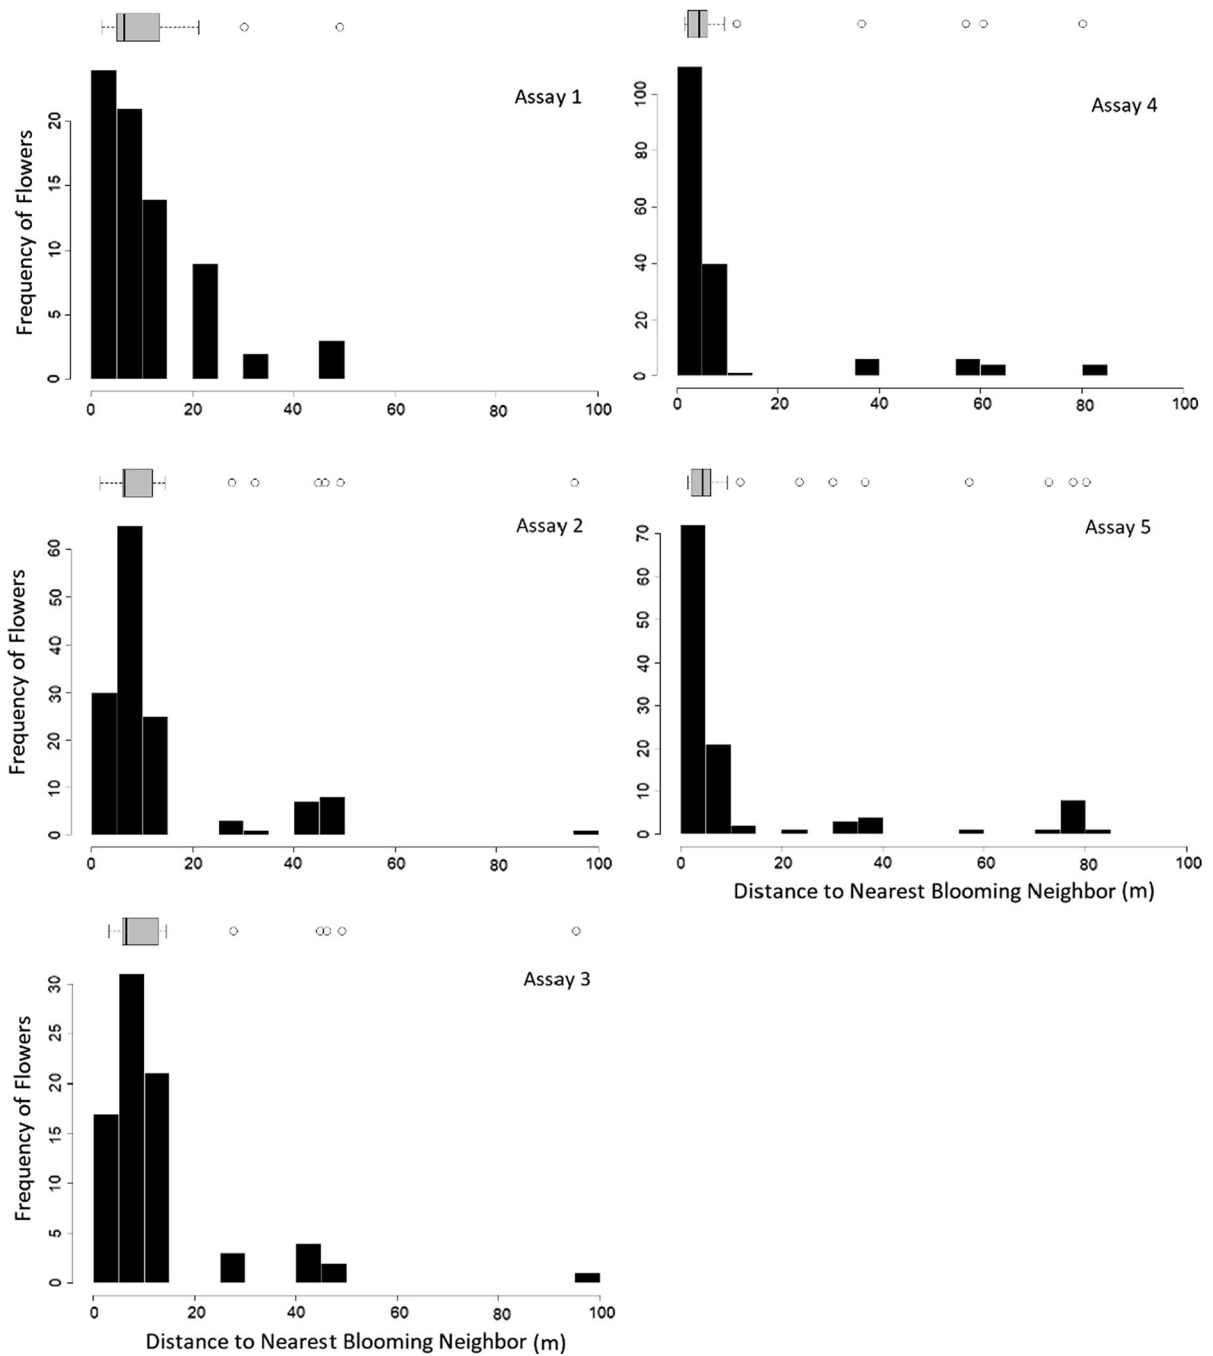 Assay 1
Frequency of Flowers
0 5 10 15 20
0 20 40 60 80 100
Assay 4
0 20 40 60 80 100
0 20 40 60 80 100
Assay 2
Frequency of Flowers
0 10 20 30 40 50 60
0 20 40 60 80 100
Assay 5
0 10 20 30 40 50 60 70
0 20 40 60 80 100
Distance to Nearest Blooming Neighbor (m)
Assay 3
Frequency of Flowers
0 5 10 15 20 25 30
0 20 40 60 80 100
Distance to Nearest Blooming Neighbor (m)